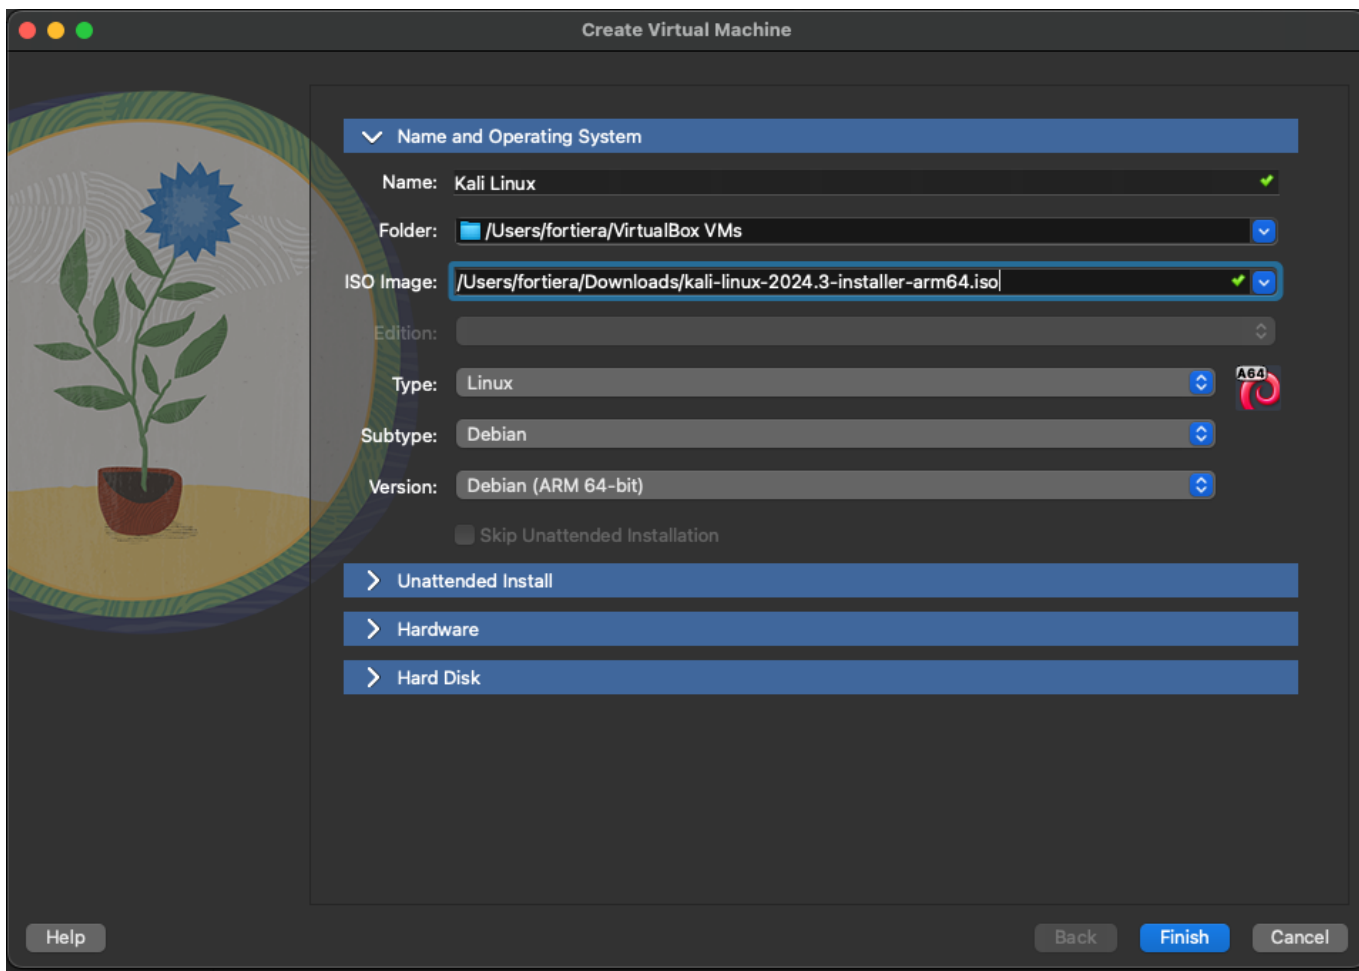 Create Virtual Machine
Name and Operating System
Name: Kali Linux
Folder: /Users/fortiera/VirtualBox VMs
ISO Image: /Users/fortiera/Downloads/kali-linux-2024.3-installer-arm64.iso
Edition:
Type: Linux
A64
Subtype: Debian
Version: Debian (ARM 64-bit)
Skip Unattended Installation
Unattended Install
Hardware
Hard Disk
Help Back Finish Cancel